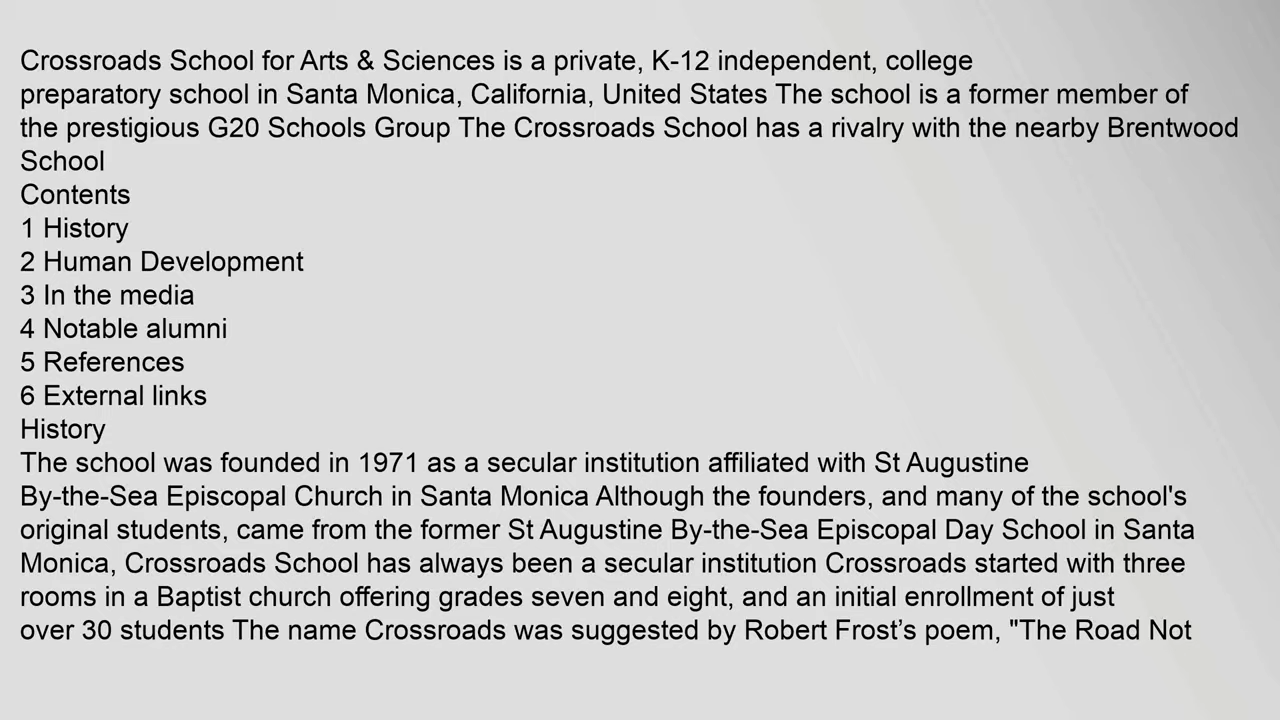 Crossroads School for Arts & Sciences is a private, K-12 independent, college
preparatory school in Santa Monica, California, United States The school is a former member of
the prestigious G20 Schools Group The Crossroads School has a rivalry with the nearby Brentwood
School
Contents
1 History
2 Human Development
3 In the media
4 Notable alumni
5 References
6 External links
History
The school was founded in 1971 as a secular institution affiliated with St Augustine
By-the-Sea Episcopal Church in Santa Monica Although the founders, and many of the school's
original students, came from the former St Augustine By-the-Sea Episcopal Day School in Santa
Monica, Crossroads School has always been a secular institution Crossroads started with three
rooms in a Baptist church offering grades seven and eight, and an initial enrollment of just
over 30 students The name Crossroads was suggested by Robert Frost’s poem, "The Road Not